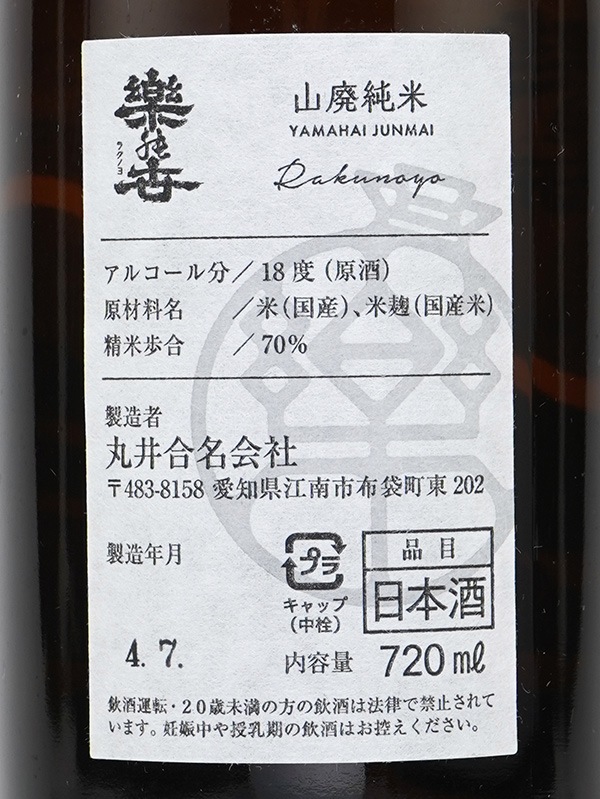 樂の世
ラクノヨ
山廃純米
YAMAHAI JUNMAI
Rakunoyo
アルコール分／18度（原酒）
原材料名　／米（国産）、米麹（国産米）
精米歩合　／70%
製造者
丸井合名会社
〒483-8158 愛知県江南市布袋町東202
製造年月
4.7.
プラ
キャップ
（中栓）
品目
日本酒
内容量 720ml
飲酒運転・20歳未満の方の飲酒は法律で禁止されて
います。妊娠中や授乳期の飲酒はお控えください。